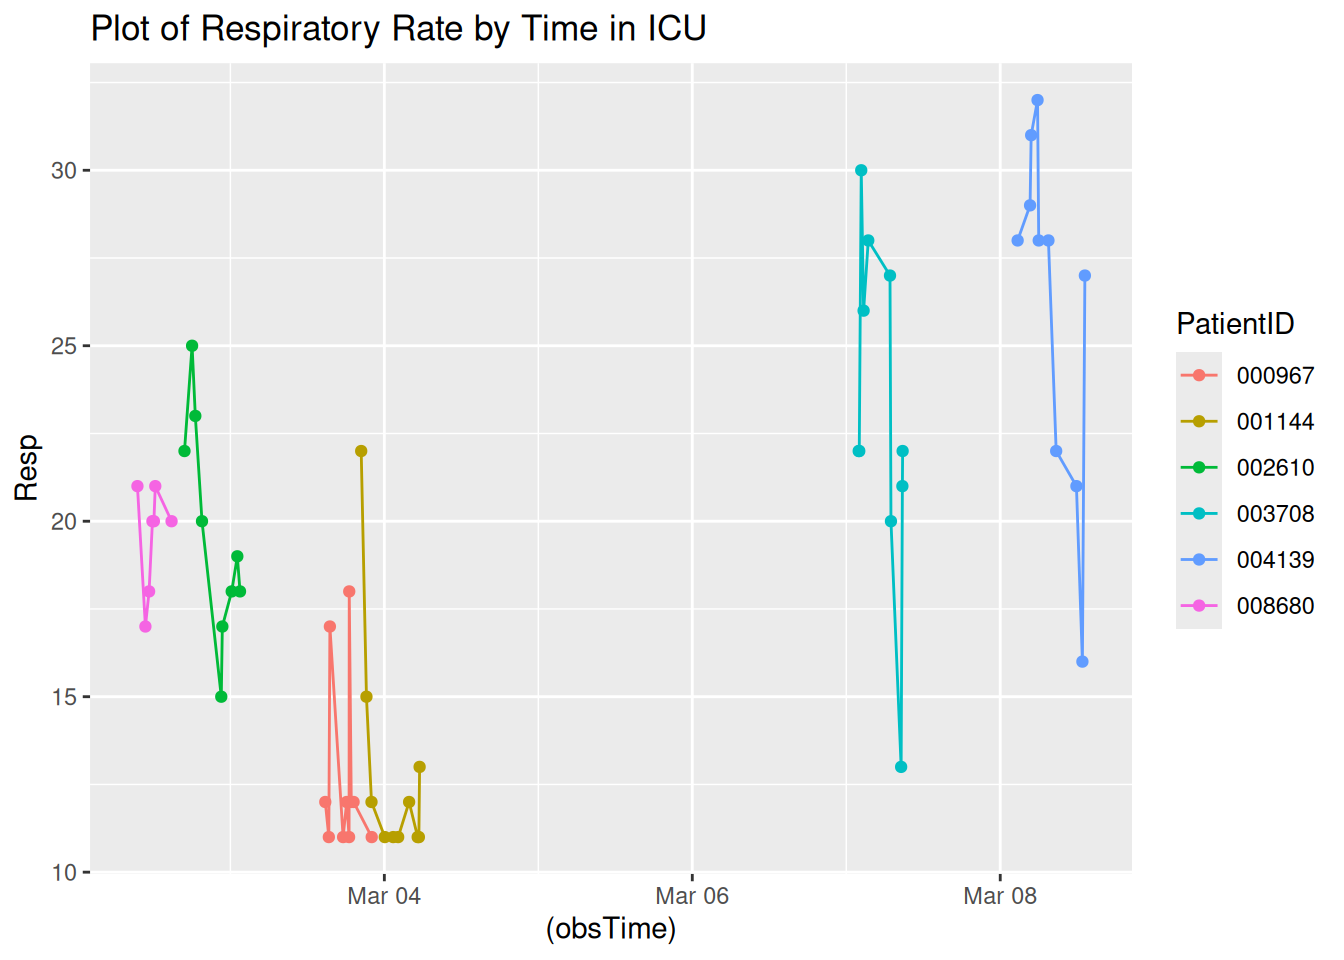 Plot of Respiratory Rate by Time in ICU
Resp
30
25
20
15
10
Mar 04
Mar 06
Mar 08
(obsTime)
PatientID
000967
001144
002610
003708
004139
008680